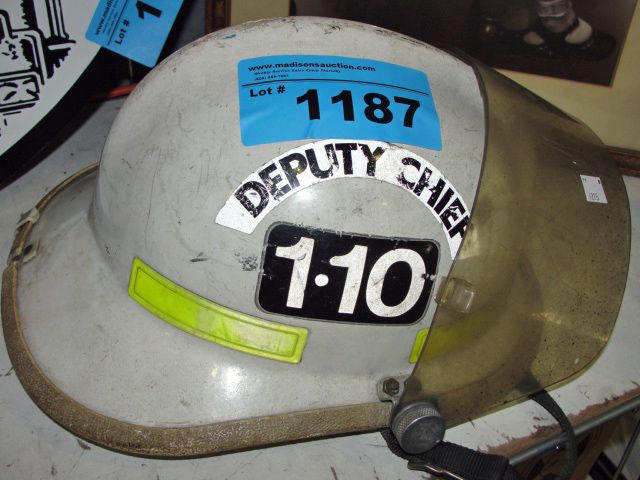 www.madisonsauction.com
Lot #
1187
DEPUTY CHIEF
1·10
Lot #
1